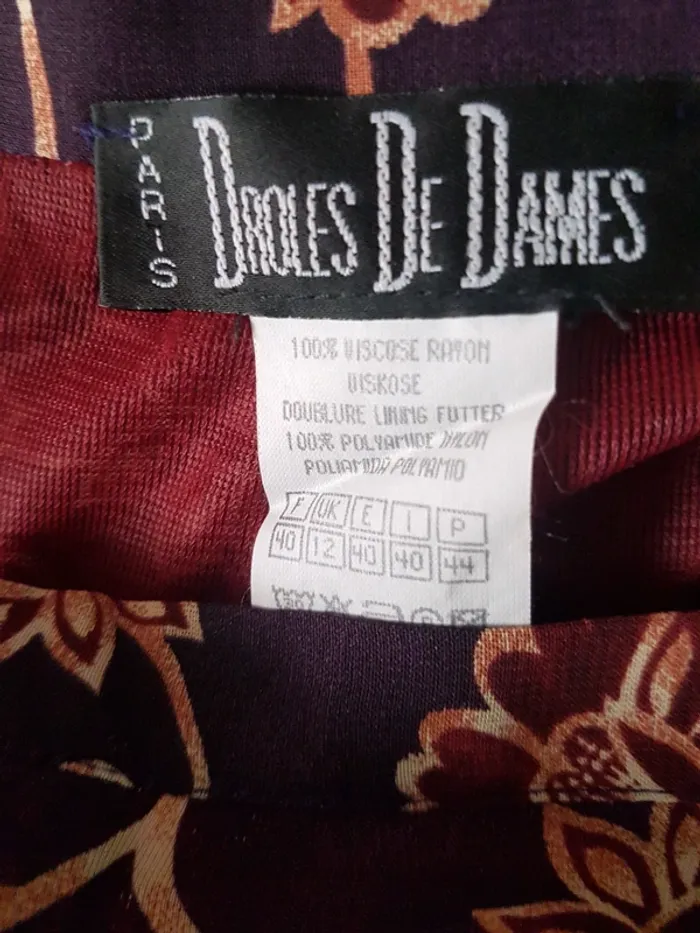 PARIS
DROLES DE DAMES
100% VISCOSE RAYON
VISKOSE
DOUBLURE LINING FUTTER
100% POLYAMIDE NYLON
POLIAMIDA POLYAMID
F UK E I P
40 12 40 40 44